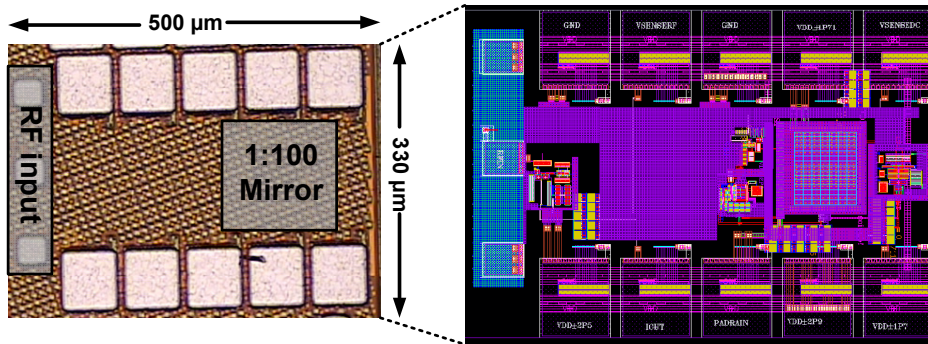 500 µm
RF input
1:100
Mirror
330 µm
GND
VSENSERF
GND
VDD±1P71
VSENSEDC
VDD±2P5
IOUT
PADRAIN
VDD±2P9
VDD±1P7